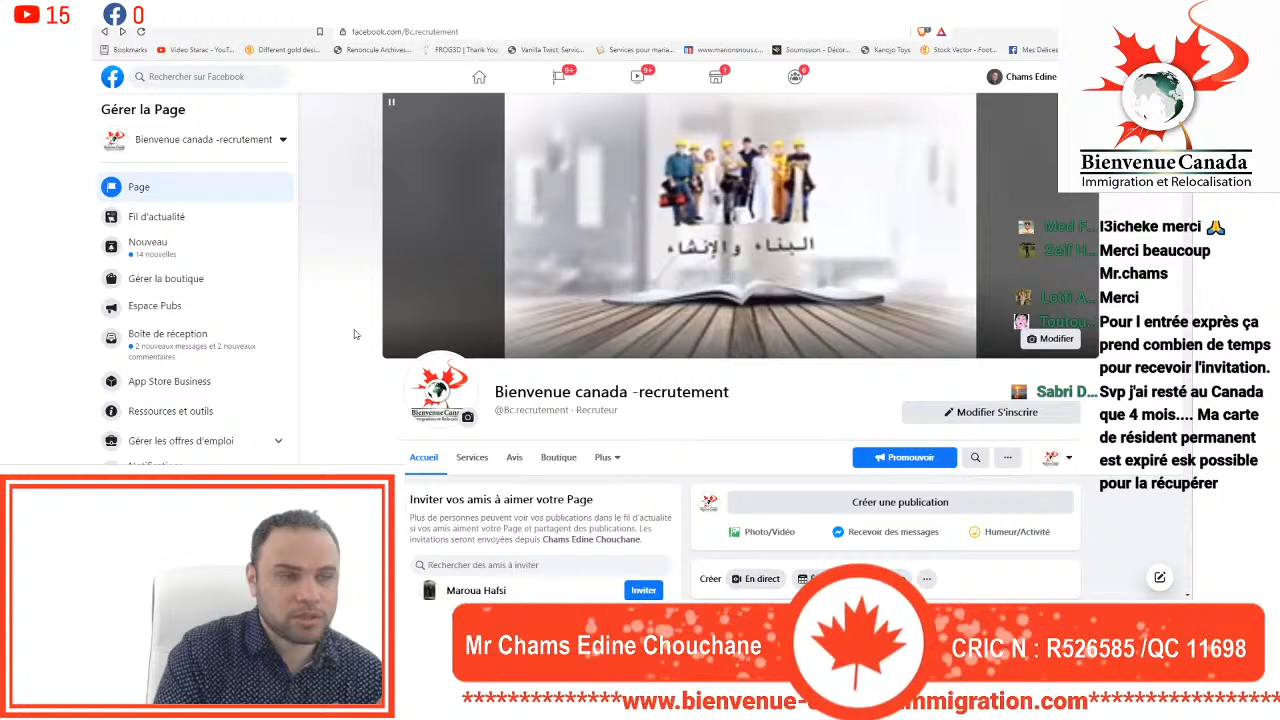 15
0
facebook.com/Bc.recrutement
Bookmarks
Video Starac - YouT...
Different gold desi...
Renoncule Archives...
FROG3D | Thank You
Vanilla Twist, Servic...
Services pour maria...
www.marionsnous.c...
Soumission - Décor...
Kanojo Toys
Stock Vector - Foot...
Mes Délices
Rechercher sur Facebook
9+
9+
1
6
Chams Edine
Bienvenue Canada
Immigration et Relocalisation
Gérer la Page
Bienvenue canada -recrutement
Page
Fil d'actualité
Nouveau
14 nouvelles
Gérer la boutique
Espace Pubs
Boîte de réception
2 nouveaux messages et 2 nouveaux
commentaires
App Store Business
Ressources et outils
Gérer les offres d'emploi
البناء والإنشاء
Modifier
Med F...
l3icheke merci 🙏
Seif H...
Merci beaucoup
Mr.chams
Lotfi A...
Merci
Toutou...
Pour l entrée exprès ça
prend combien de temps
pour recevoir l'invitation.
Sabri D...
Svp j'ai resté au Canada
que 4 mois.... Ma carte
de résident permanent
est expiré esk possible
pour la récupérer
Bienvenue canada -recrutement
@Bc.recrutement · Recruteur
Modifier S'inscrire
Accueil
Services
Avis
Boutique
Plus
Promouvoir
Inviter vos amis à aimer votre Page
Plus de personnes peuvent voir vos publications dans le fil d'actualité
si vos amis aiment votre Page et partagent des publications. Les
invitations seront envoyées depuis Chams Edine Chouchane.
Rechercher des amis à inviter
Maroua Hafsi
Inviter
Créer une publication
Photo/Vidéo
Recevoir des messages
Humeur/Activité
Créer
En direct
Mr Chams Edine Chouchane
CRIC N : R526585 /QC 11698
**************www.bienvenue-
mmigration.com*****************